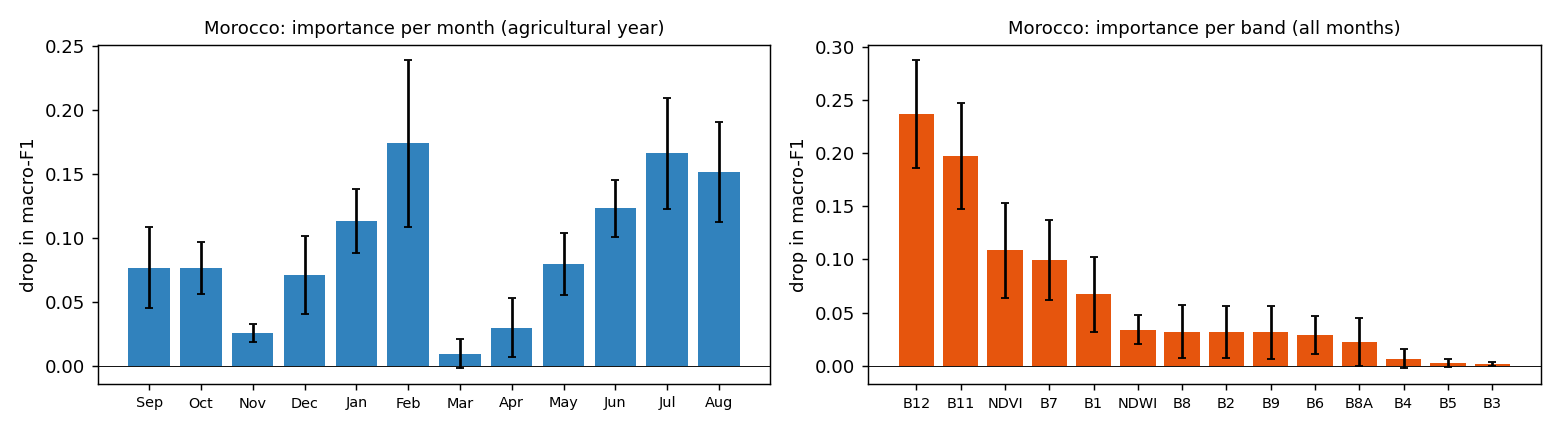 Morocco: importance per month (agricultural year)
drop in macro-F1
0.25
0.20
0.15
0.10
0.05
0.00
Sep Oct Nov Dec Jan Feb Mar Apr May Jun Jul Aug
Morocco: importance per band (all months)
drop in macro-F1
0.30
0.25
0.20
0.15
0.10
0.05
0.00
B12 B11 NDVI B7 B1 NDWI B8 B2 B9 B6 B8A B4 B5 B3